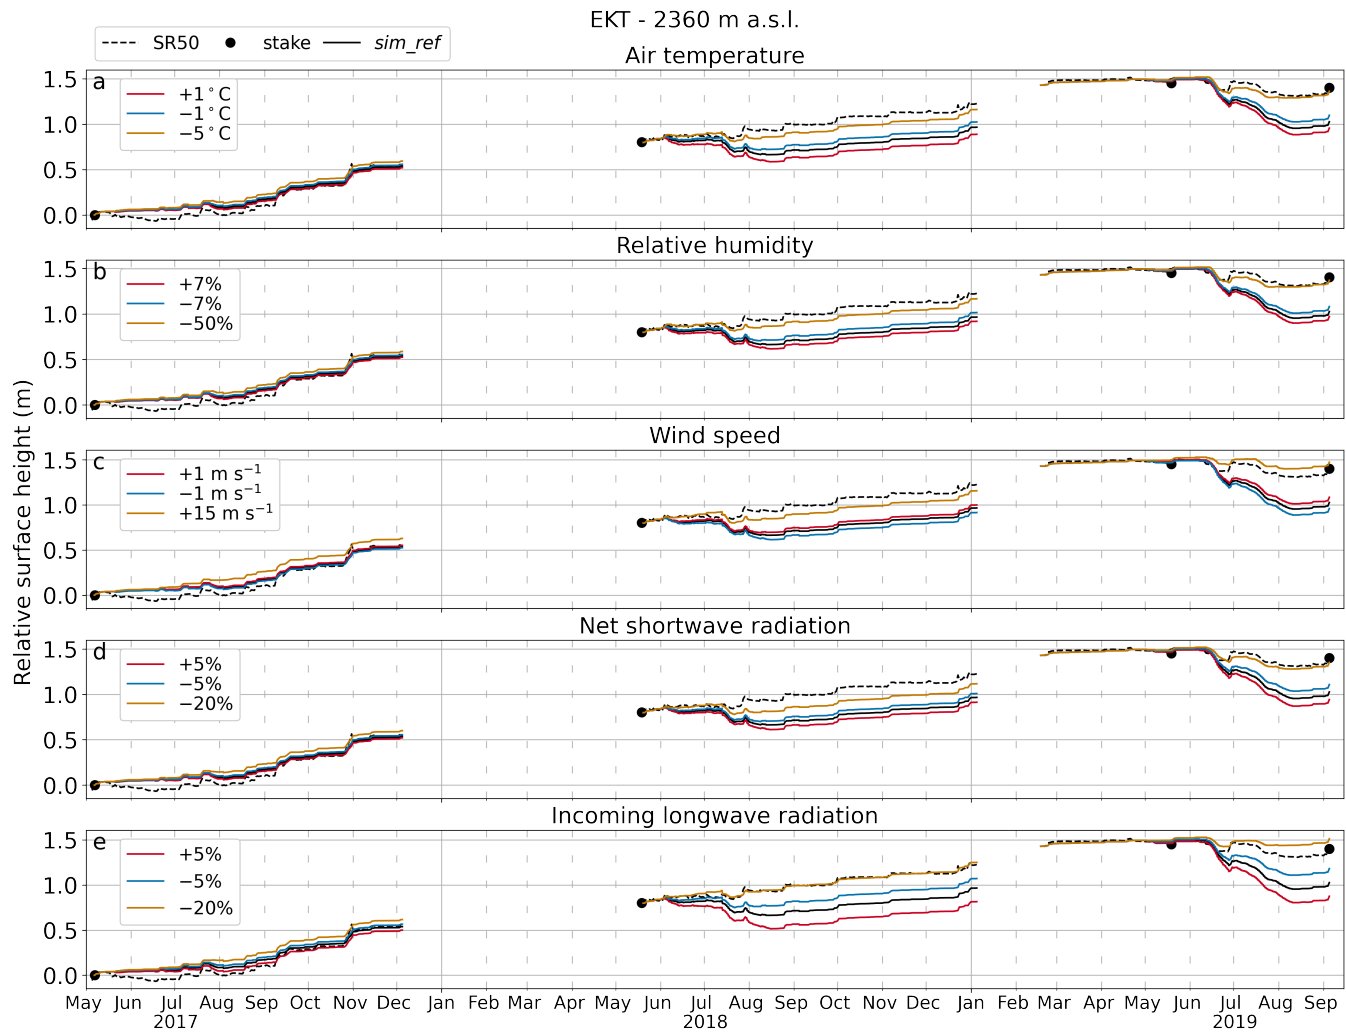 EKT - 2360 m a.s.l.
SR50 stake sim_ref
Air temperature
a
+1°C
−1°C
−5°C
1.5
1.0
0.5
0.0
Relative humidity
b
+7%
−7%
−50%
1.5
1.0
0.5
0.0
Relative surface height (m)
Wind speed
c
+1 m s⁻¹
−1 m s⁻¹
+15 m s⁻¹
1.5
1.0
0.5
0.0
Net shortwave radiation
d
+5%
−5%
−20%
1.5
1.0
0.5
0.0
Incoming longwave radiation
e
+5%
−5%
−20%
1.5
1.0
0.5
0.0
May Jun Jul Aug Sep Oct Nov Dec Jan Feb Mar Apr May Jun Jul Aug Sep Oct Nov Dec Jan Feb Mar Apr May Jun Jul Aug Sep
2017 2018 2019